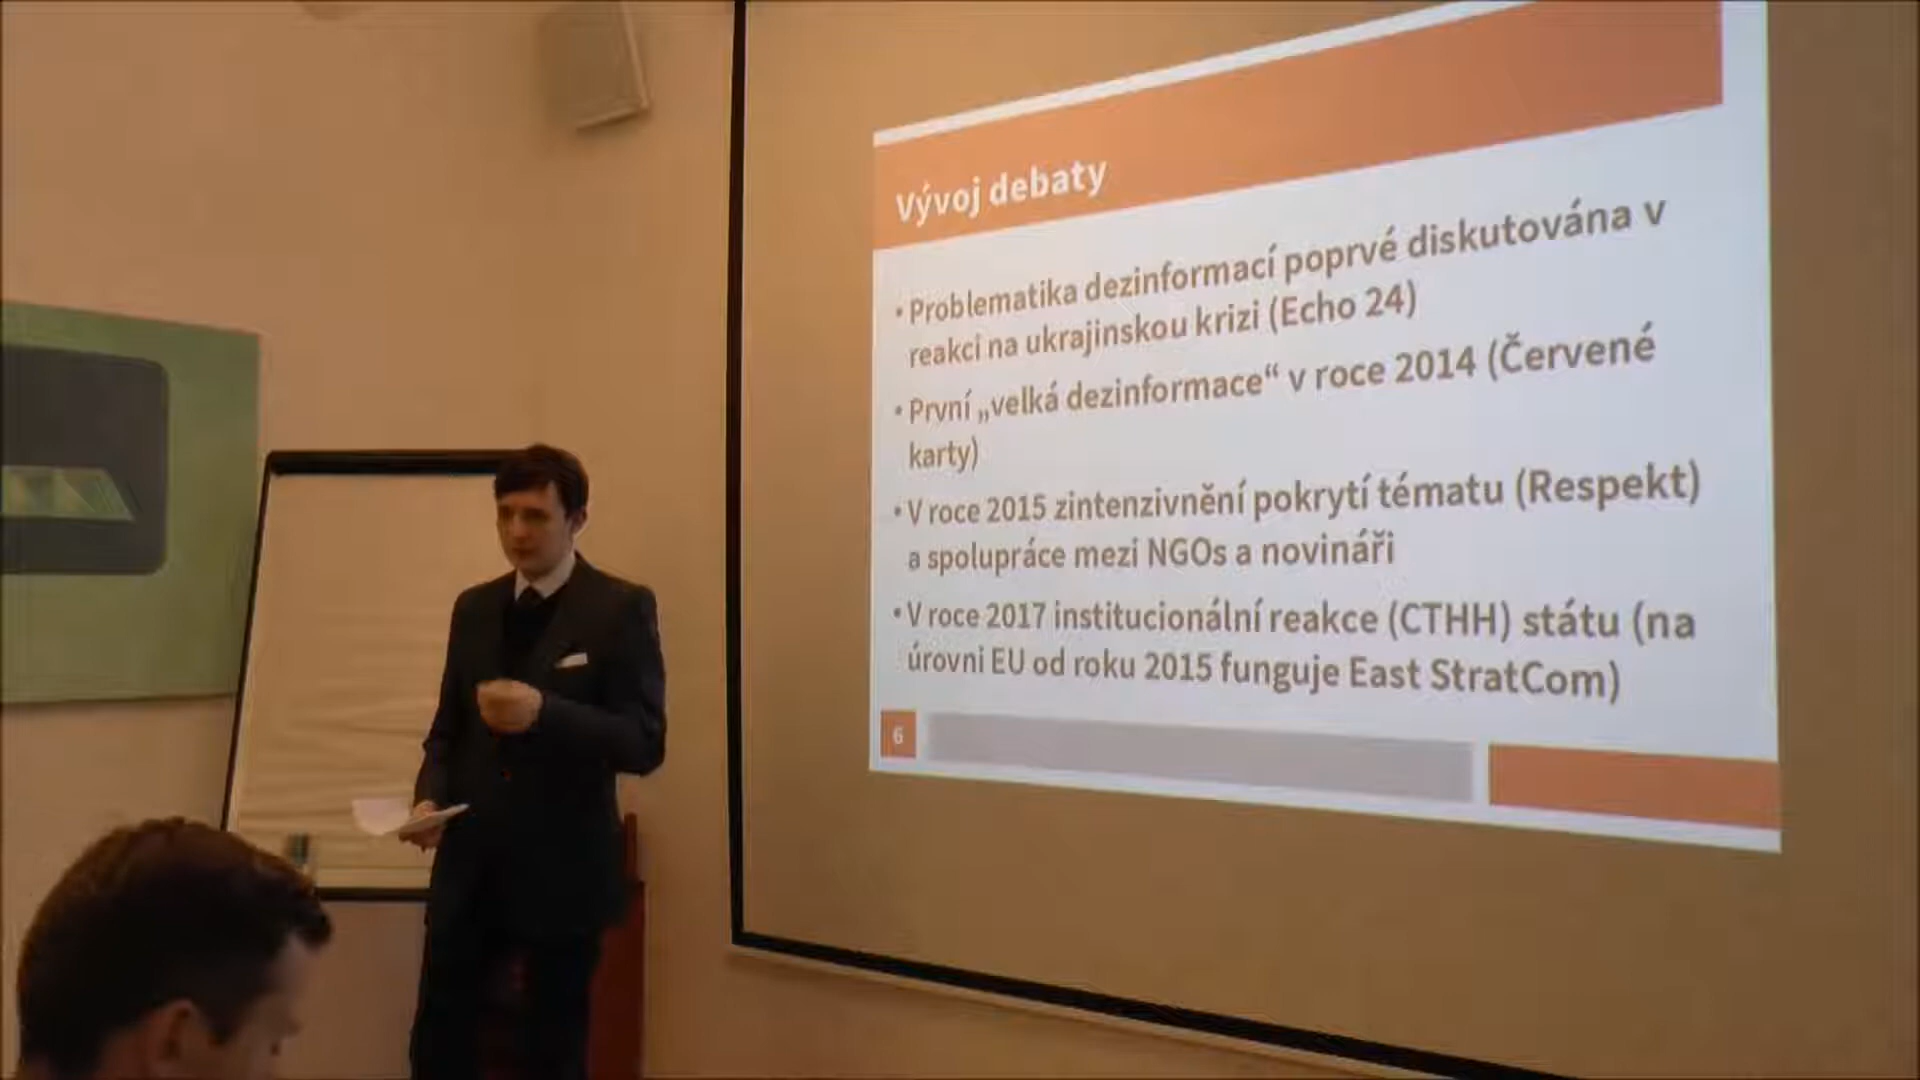 Vývoj debaty
• Problematika dezinformací poprvé diskutována v
reakci na ukrajinskou krizi (Echo 24)
• První „velká dezinformace“ v roce 2014 (Červené
karty)
• V roce 2015 zintenzivnění pokrytí tématu (Respekt)
a spolupráce mezi NGOs a novináři
• V roce 2017 institucionální reakce (CTHH) státu (na
úrovni EU od roku 2015 funguje East StratCom)
6